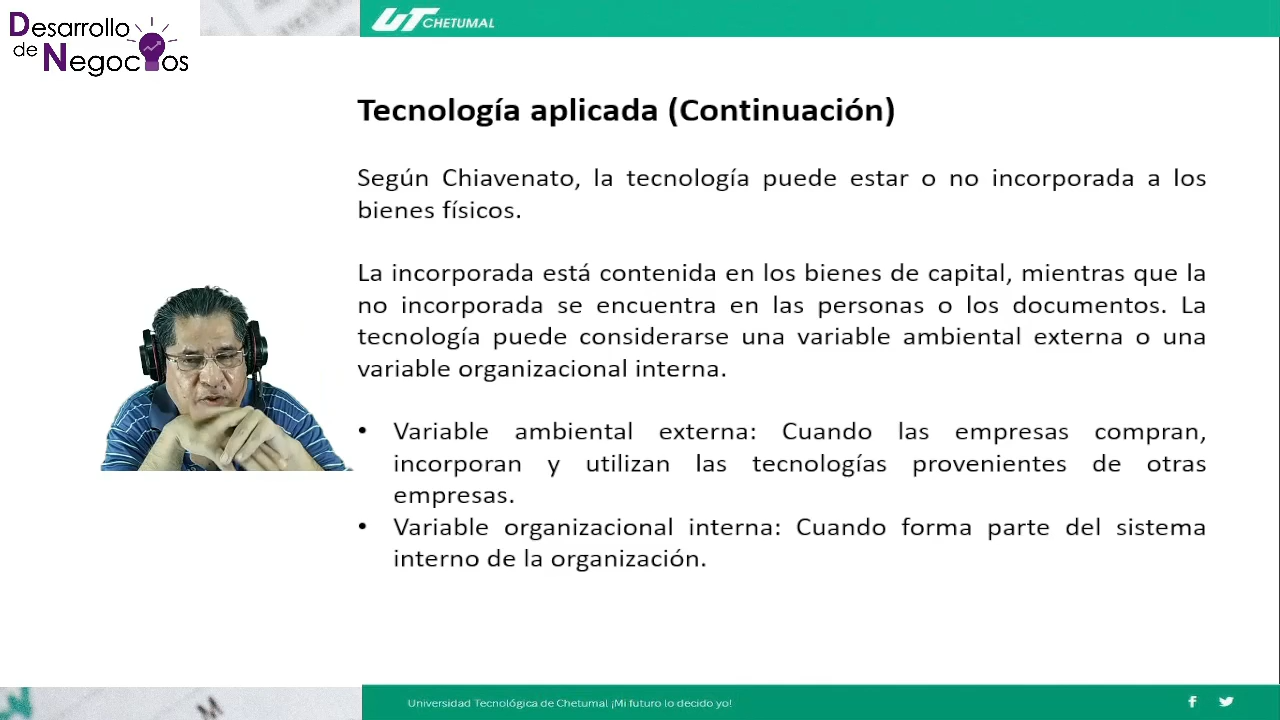 Desarrollo
de
Negocios
UT CHETUMAL
Tecnología aplicada (Continuación)
Según Chiavenato, la tecnología puede estar o no incorporada a los
bienes físicos.
La incorporada está contenida en los bienes de capital, mientras que la
no incorporada se encuentra en las personas o los documentos. La
tecnología puede considerarse una variable ambiental externa o una
variable organizacional interna.
• Variable ambiental externa: Cuando las empresas compran,
incorporan y utilizan las tecnologías provenientes de otras
empresas.
• Variable organizacional interna: Cuando forma parte del sistema
interno de la organización.
Universidad Tecnológica de Chetumal ¡Mi futuro lo decido yo!